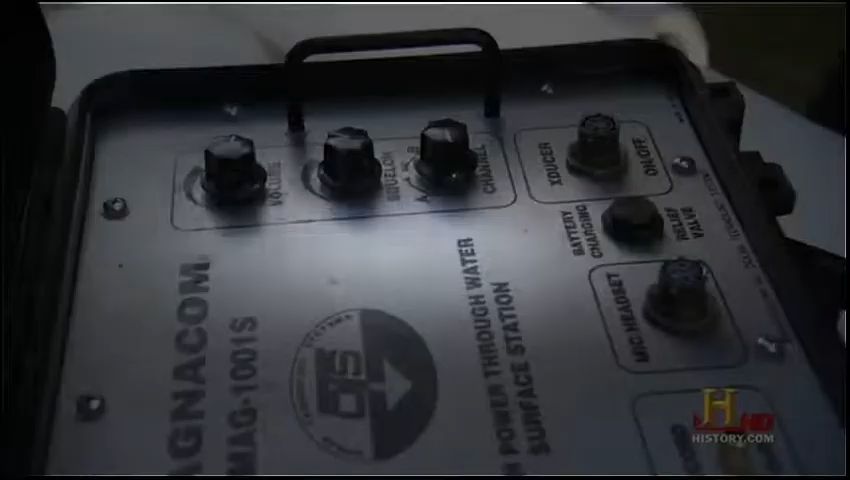 VOLUME
SQUELCH
A B
CHANNEL
XDUCER
ON/OFF
BATTERY
CHARGING
RELIEF
VALVE
MIC HEADSET
AGNACOM
MAG-1001S
POWER THROUGH WATER
SURFACE STATION
H HD
HISTORY.COM